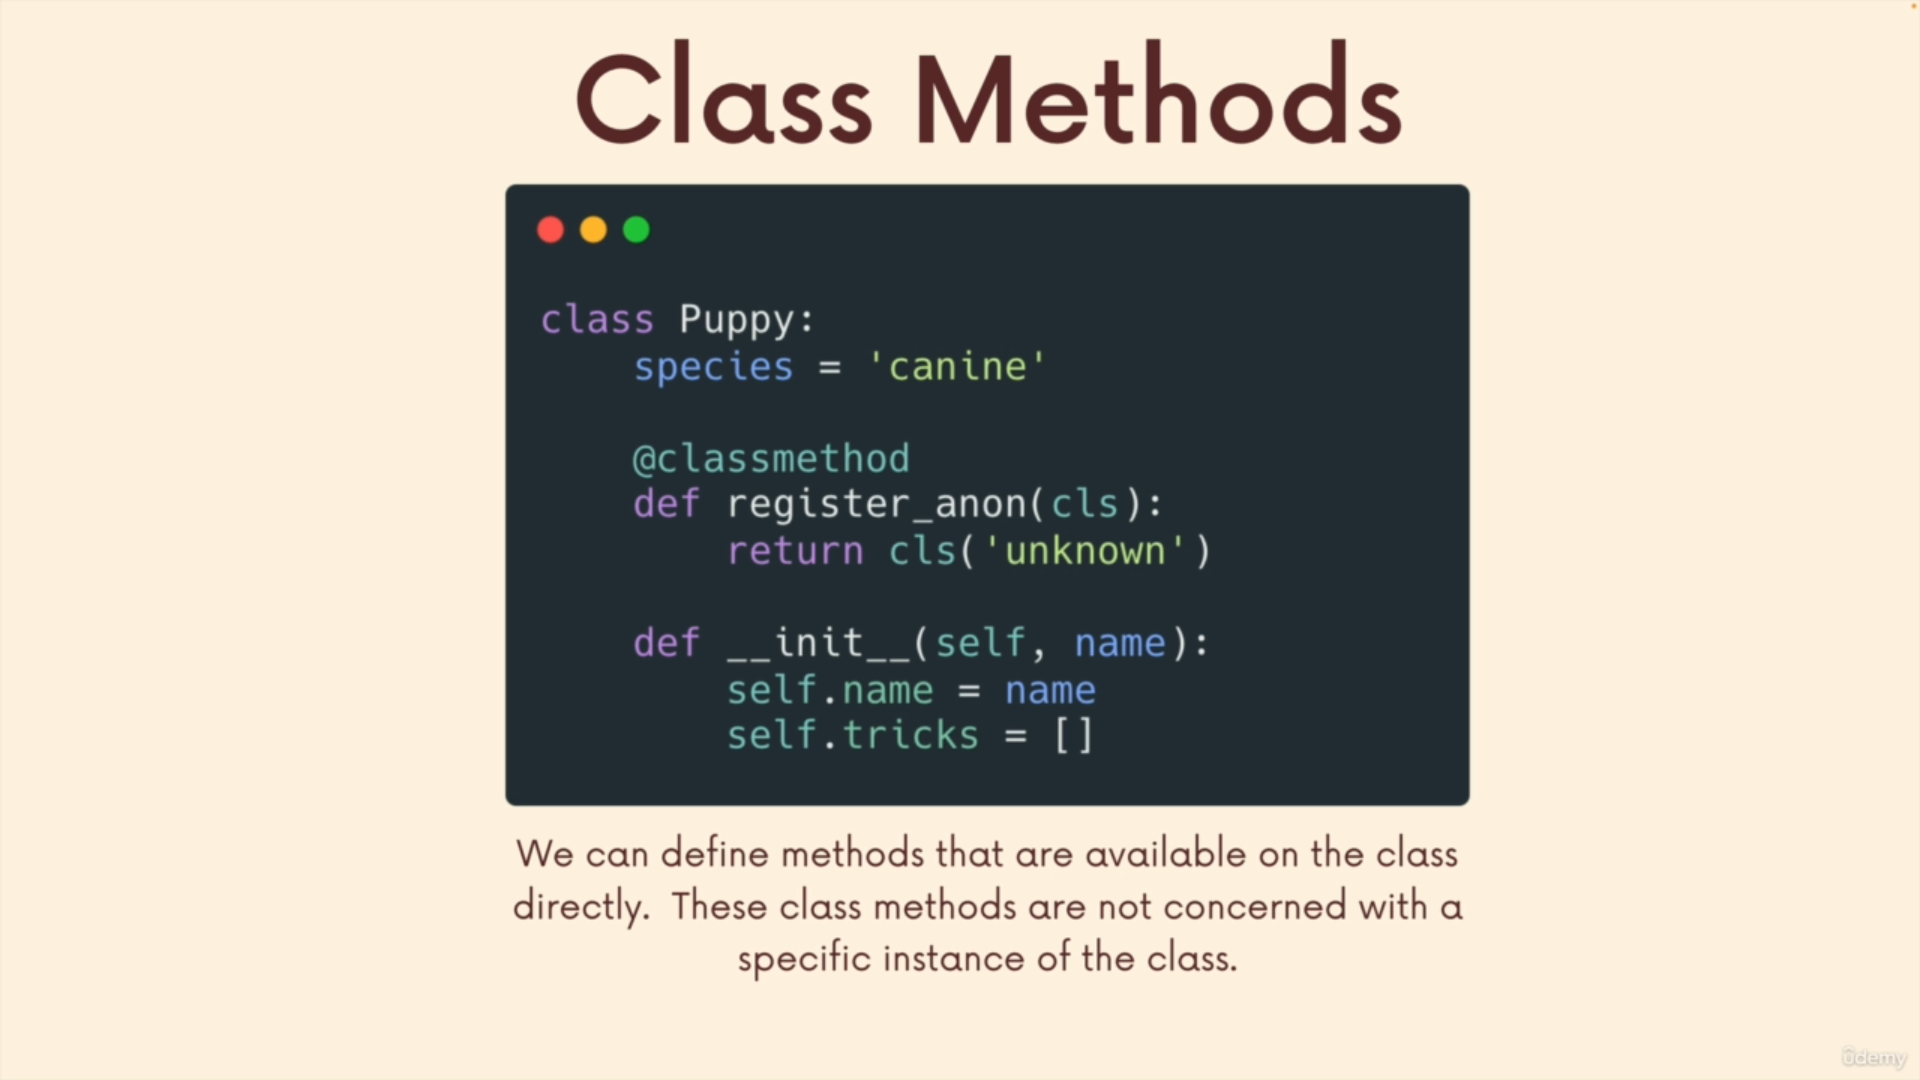 Class Methods
class Puppy:
    species = 'canine'
    @classmethod
    def register_anon(cls):
        return cls('unknown')
    def __init__(self, name):
        self.name = name
        self.tricks = []
We can define methods that are available on the class
directly.  These class methods are not concerned with a
specific instance of the class.
ûdemy